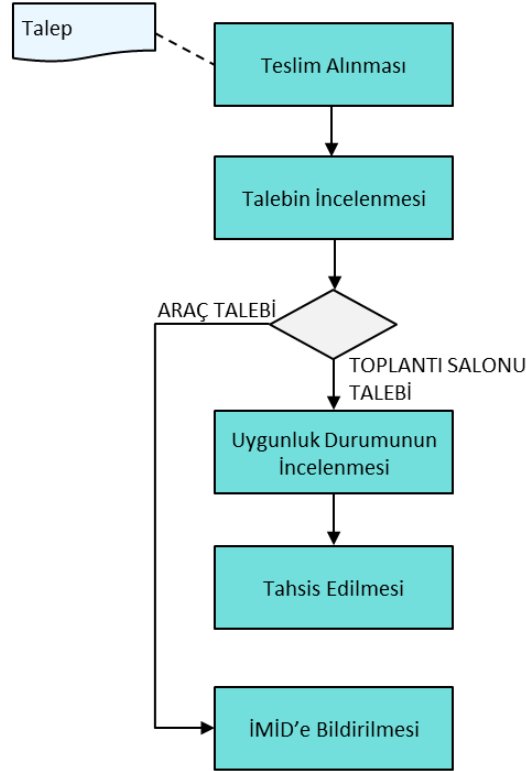 Talep
Teslim Alınması
Talebin İncelenmesi
ARAÇ TALEBİ
TOPLANTI SALONU
TALEBİ
Uygunluk Durumunun
İncelenmesi
Tahsis Edilmesi
İMİD’e Bildirilmesi